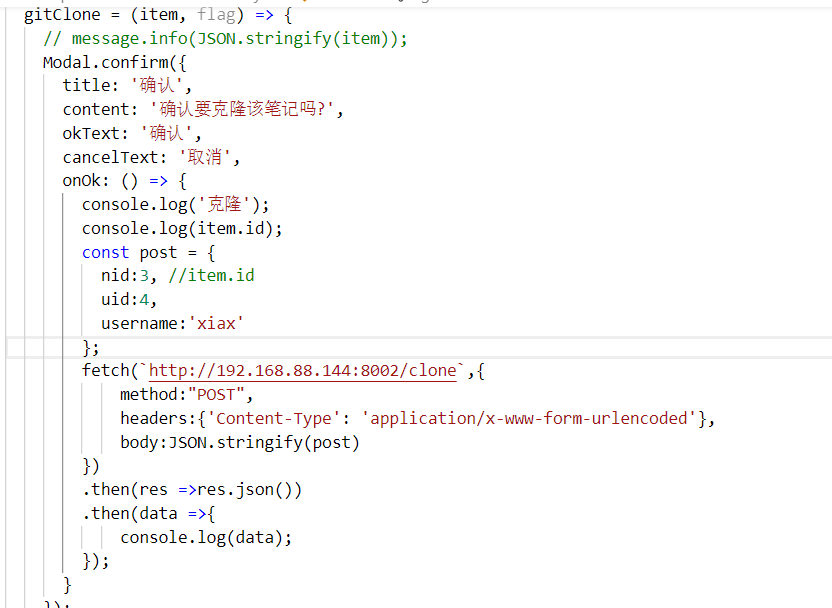 gitClone = (item, flag) => {
// message.info(JSON.stringify(item));
Modal.confirm({
title: '确认',
content: '确认要克隆该笔记吗?',
okText: '确认',
cancelText: '取消',
onOk: () => {
console.log('克隆');
console.log(item.id);
const post = {
nid:3, //item.id
uid:4,
username:'xiax'
};
fetch(`http://192.168.88.144:8002/clone`,{
method:"POST",
headers:{'Content-Type': 'application/x-www-form-urlencoded'},
body:JSON.stringify(post)
})
.then(res =>res.json())
.then(data =>{
console.log(data);
});
}
});